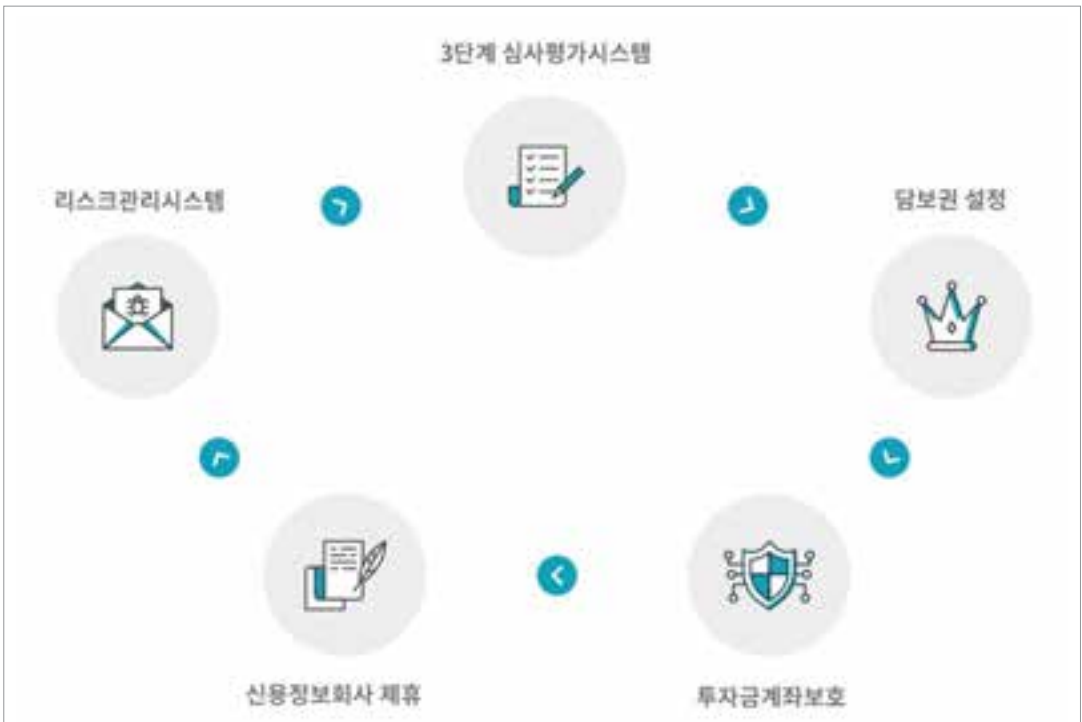 3단계 심사평가시스템
리스크관리시스템
담보권 설정
신용정보회사 제휴
투자금계좌보호